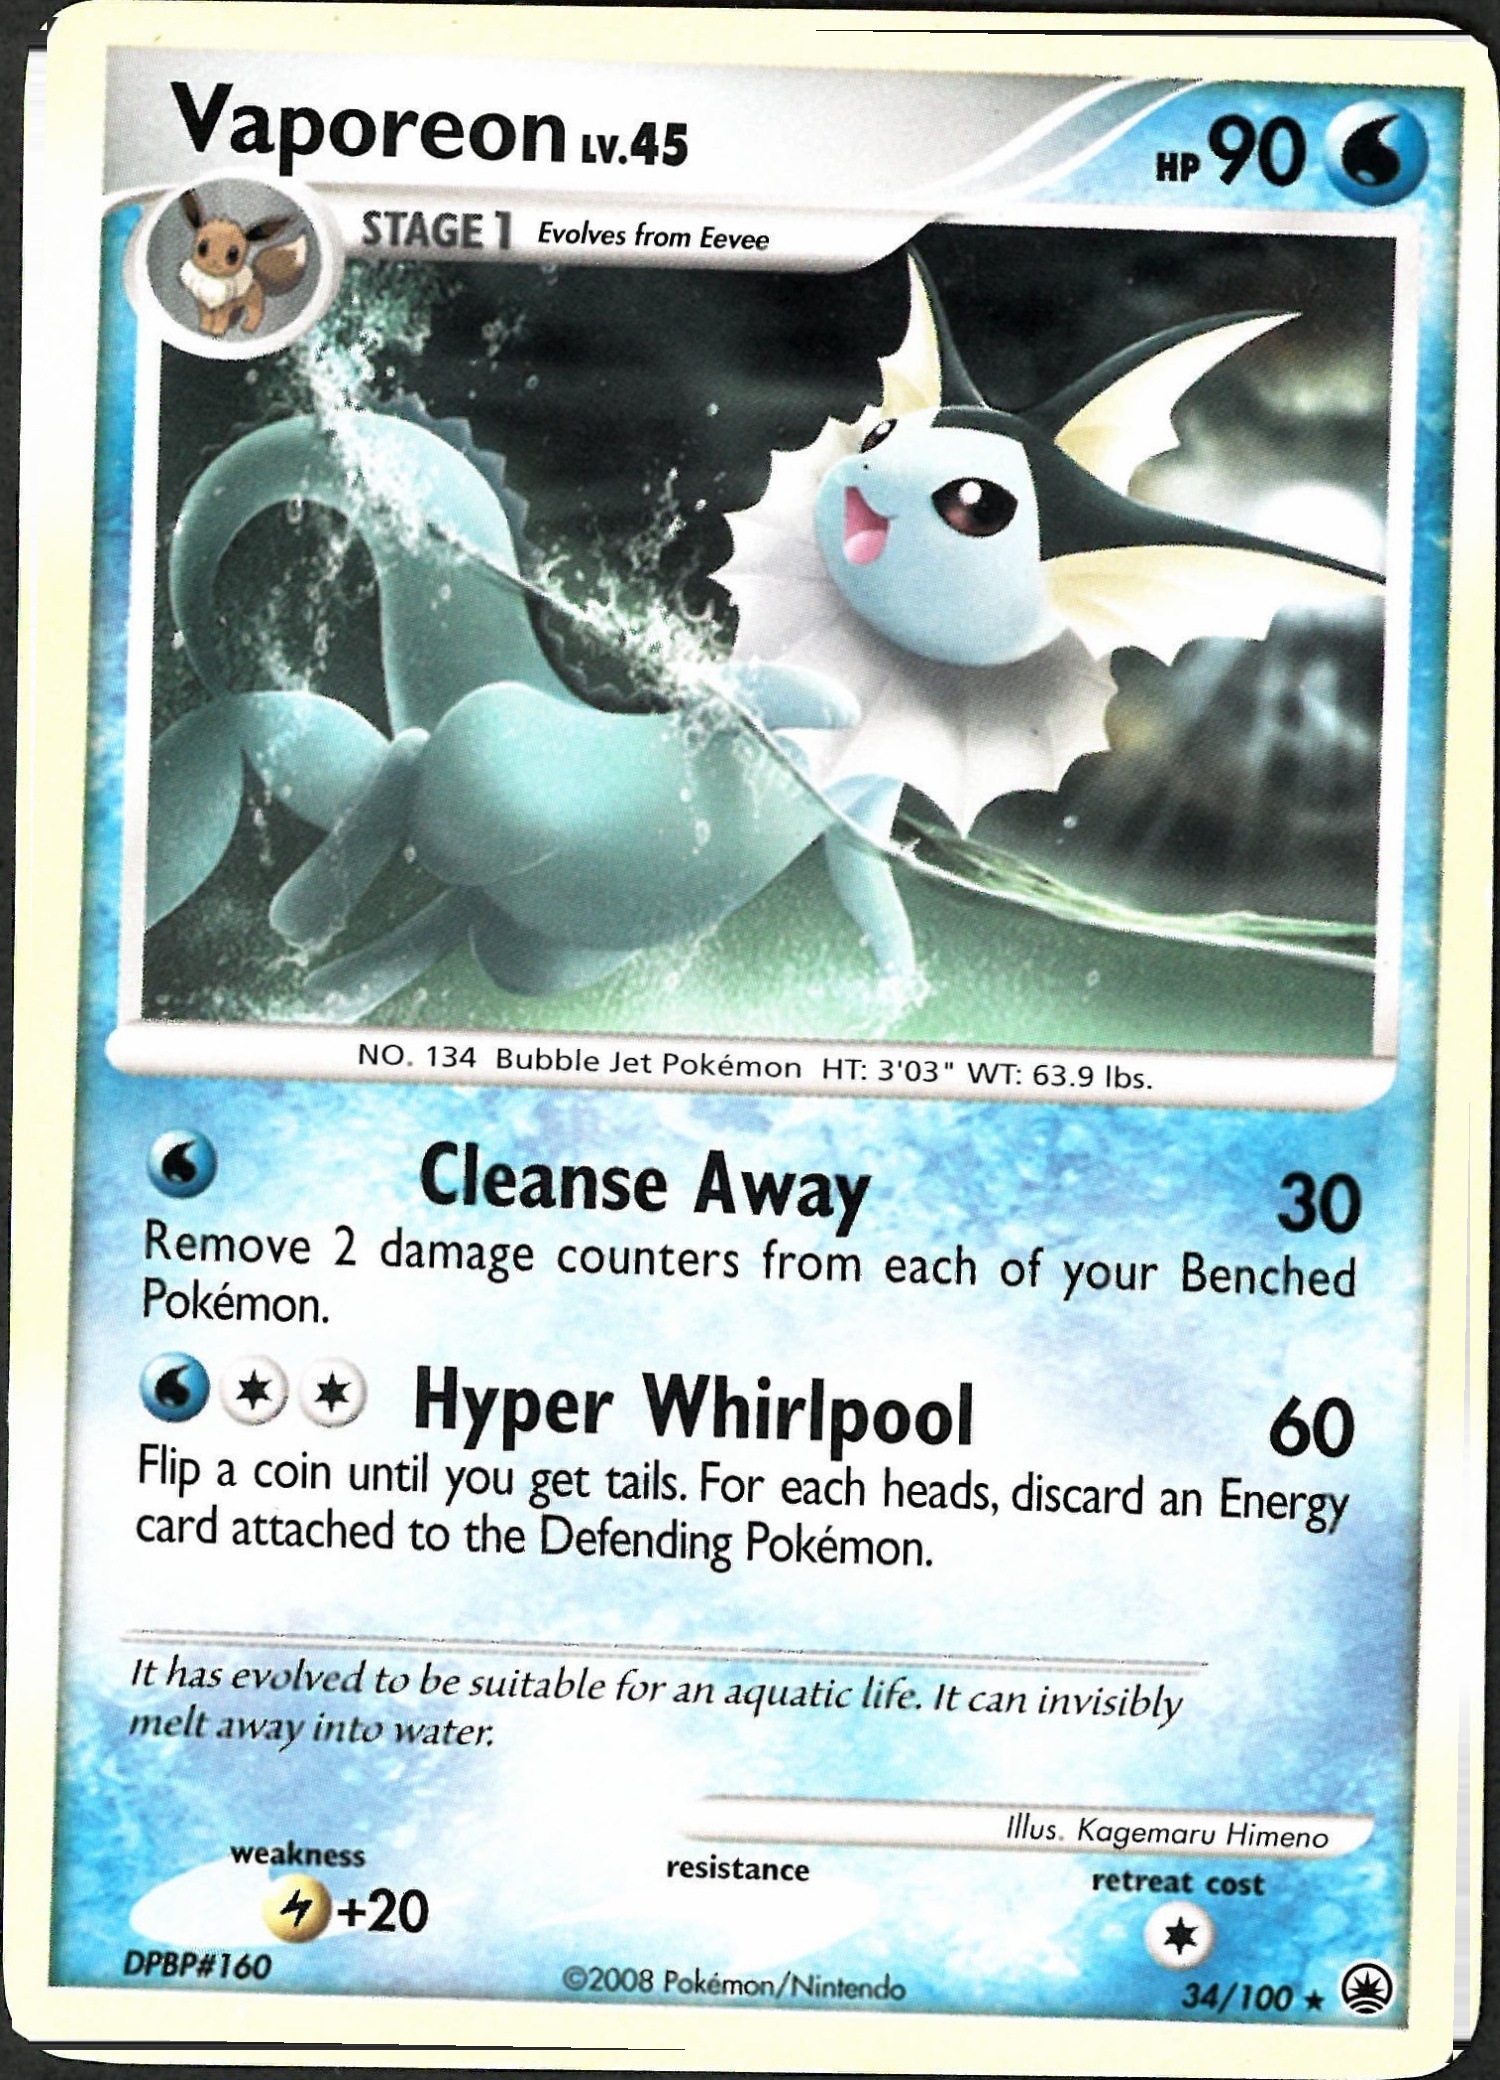 Vaporeon LV.45
HP 90
STAGE 1 Evolves from Eevee
NO. 134 Bubble Jet Pokémon HT: 3'03" WT: 63.9 lbs.
Cleanse Away 30
Remove 2 damage counters from each of your Benched
Pokémon.
Hyper Whirlpool 60
Flip a coin until you get tails. For each heads, discard an Energy
card attached to the Defending Pokémon.
It has evolved to be suitable for an aquatic life. It can invisibly
melt away into water.
Illus. Kagemaru Himeno
weakness resistance retreat cost
+20
DPBP#160 ©2008 Pokémon/Nintendo 34/100 ★